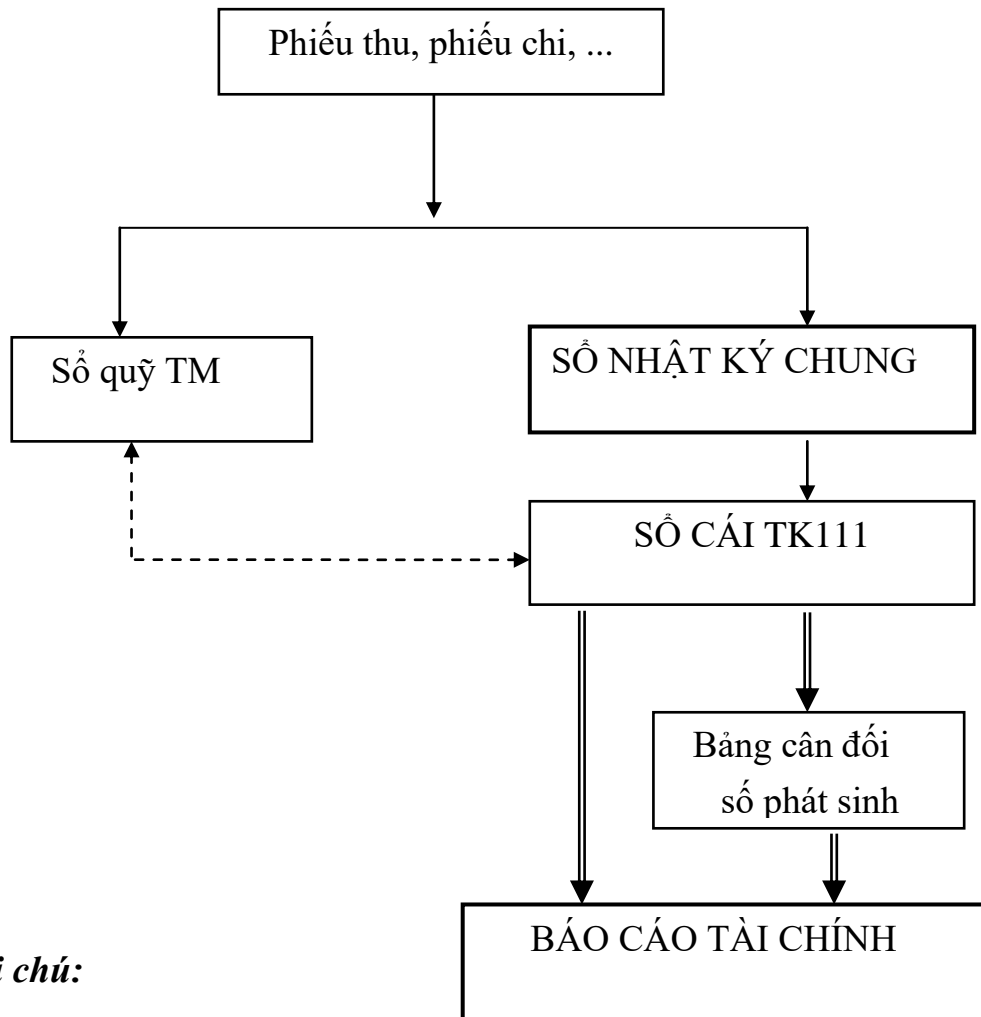 Phiếu thu, phiếu chi, ...
Sổ quỹ TM
SỔ NHẬT KÝ CHUNG
SỔ CÁI TK111
Bảng cân đối
số phát sinh
BÁO CÁO TÀI CHÍNH
i chú: